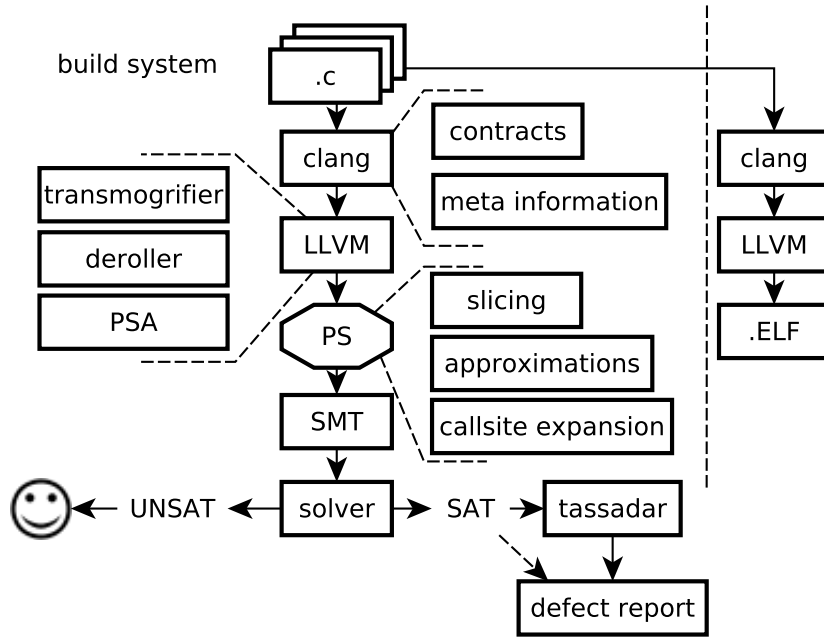 build system
.c
clang
contracts
meta information
transmogrifier
deroller
PSA
LLVM
PS
slicing
approximations
callsite expansion
SMT
solver
UNSAT
SAT
tassadar
defect report
clang
LLVM
.ELF